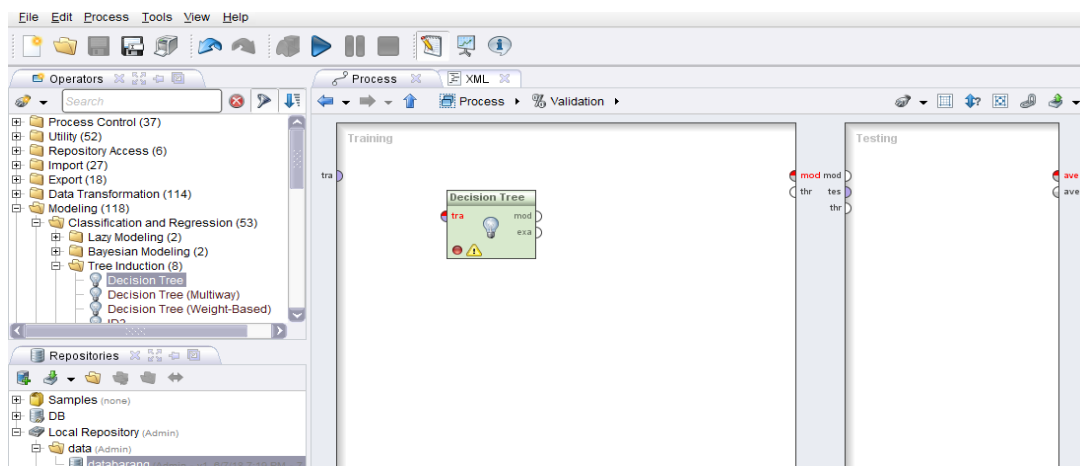 File Edit Process Tools View Help
Operators
Search
Process Control (37)
Utility (52)
Repository Access (6)
Import (27)
Export (18)
Data Transformation (114)
Modeling (118)
Classification and Regression (53)
Lazy Modeling (2)
Bayesian Modeling (2)
Tree Induction (8)
Decision Tree
Decision Tree (Multiway)
Decision Tree (Weight-Based)
ID3
Repositories
Samples (none)
DB
Local Repository (Admin)
data (Admin)
databarang
Process XML
Process Validation
Training
tra
Decision Tree
tra mod
exa
mod mod
thr tes
thr
Testing
ave
ave